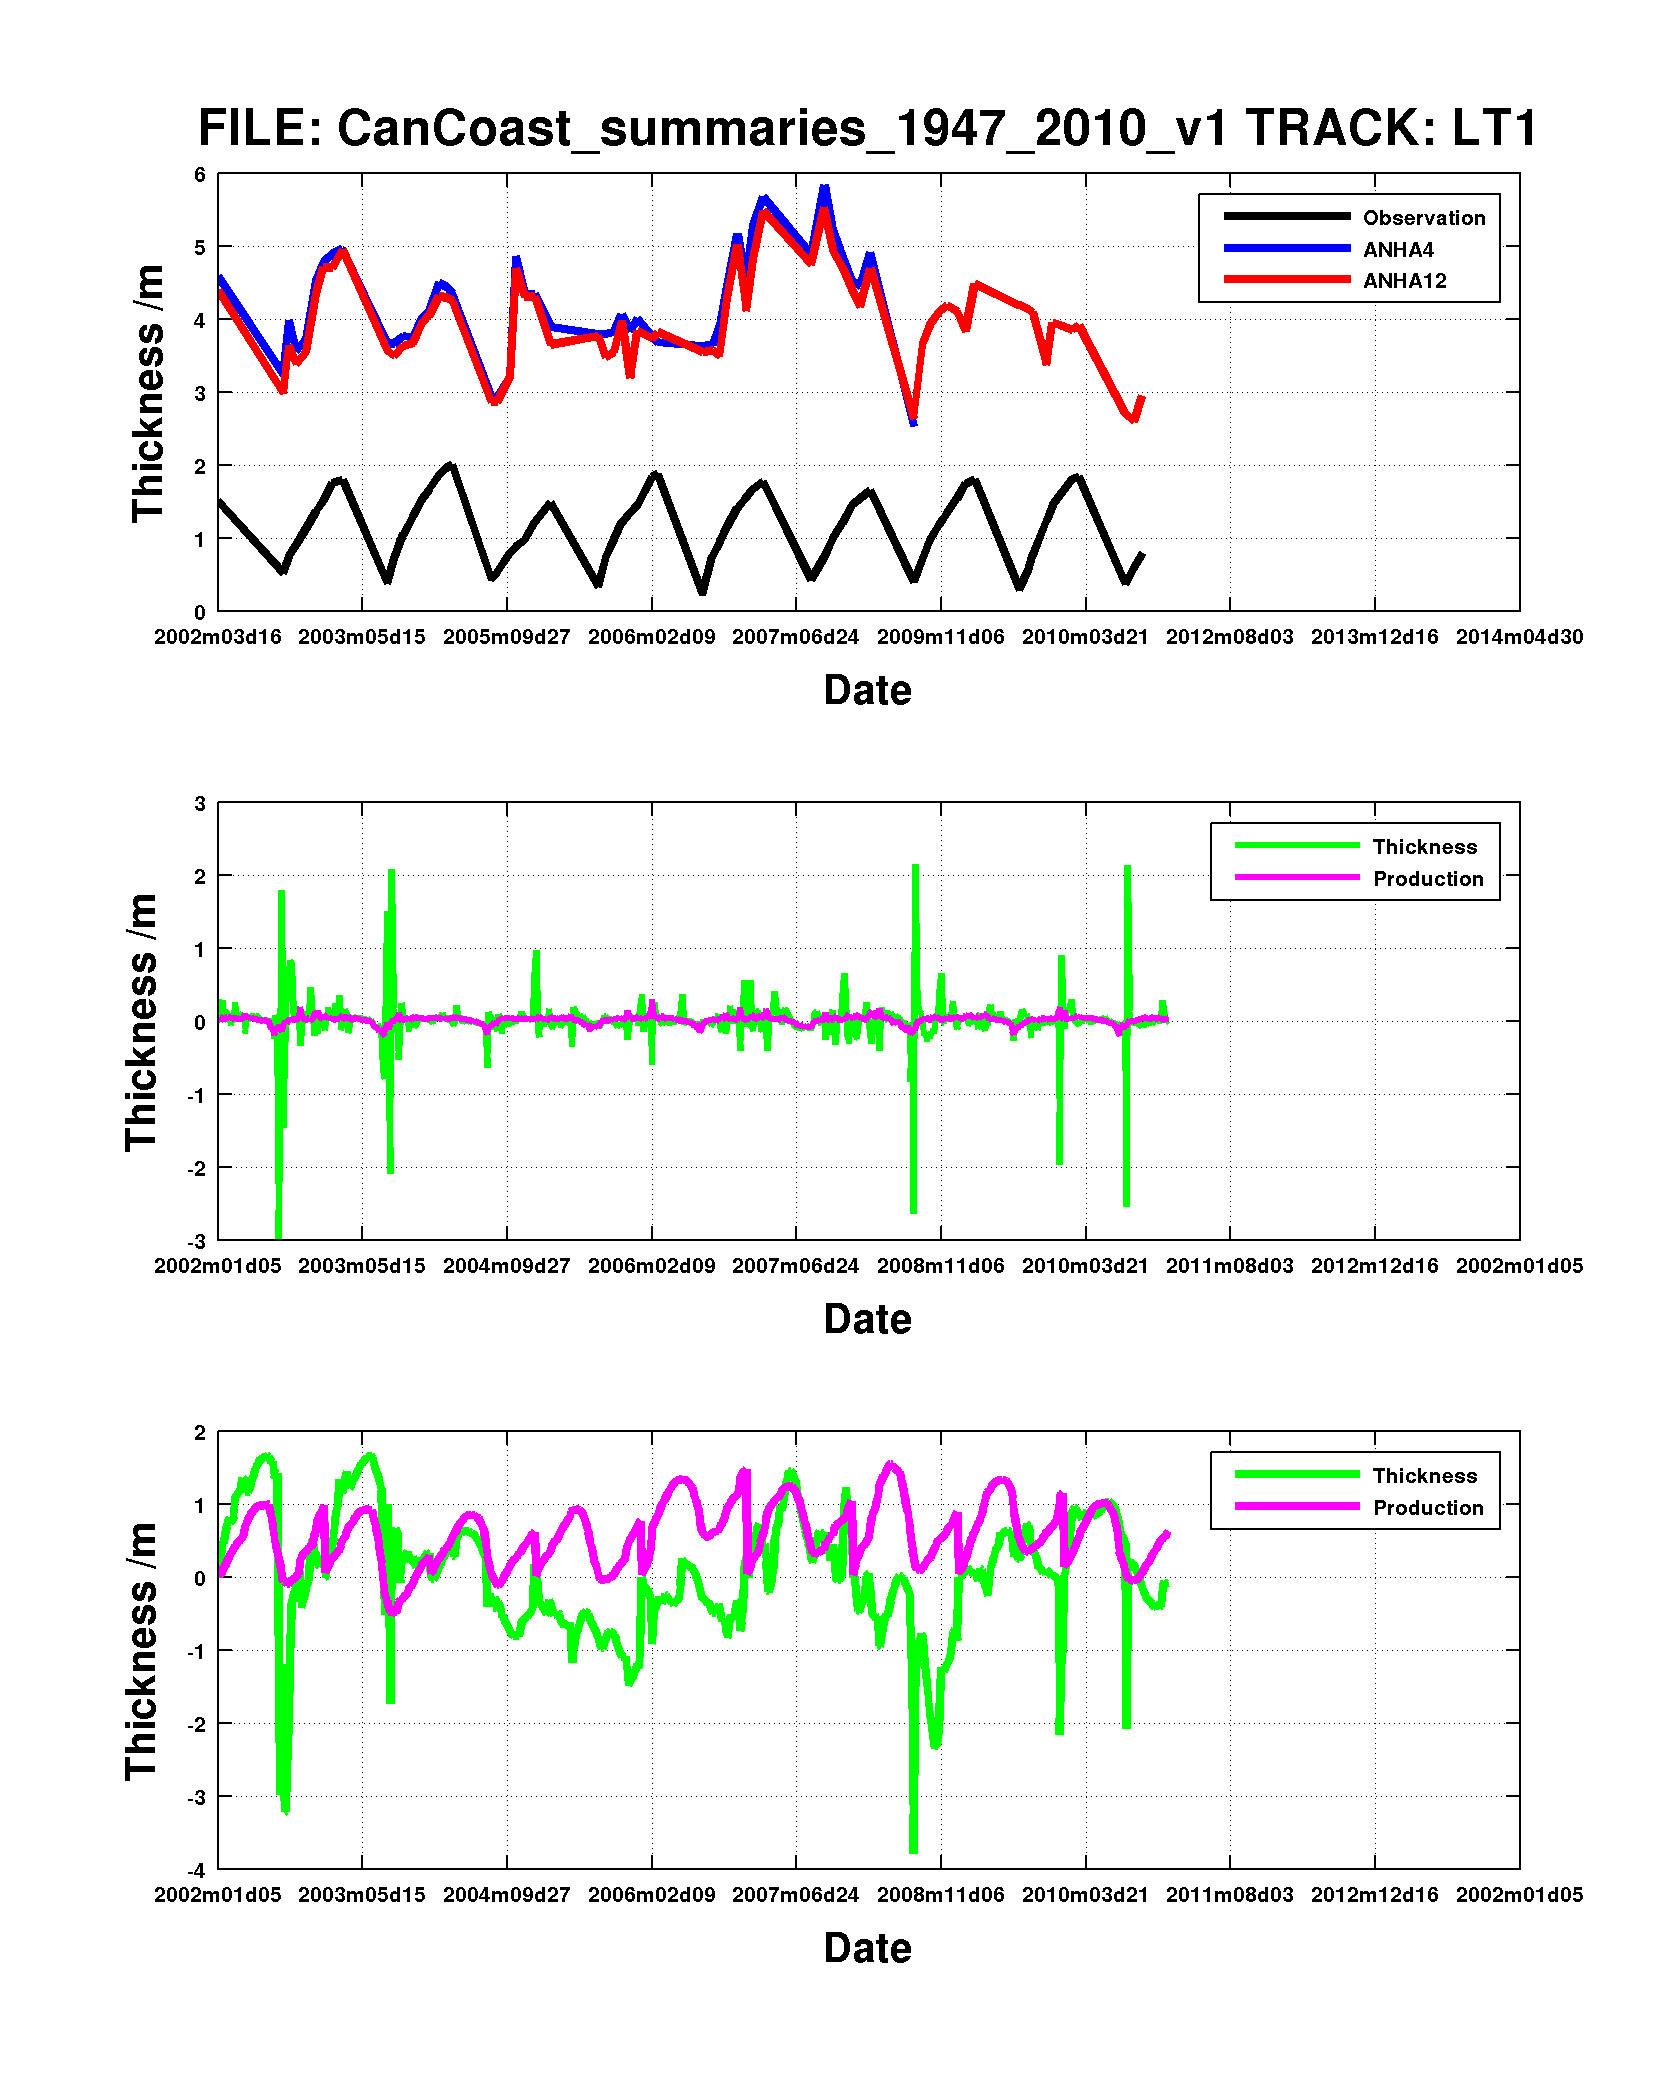 FILE: CanCoast_summaries_1947_2010_v1 TRACK: LT1
6
5
4
3
2
1
0
Thickness /m
Observation
ANHA4
ANHA12
2002m03d16 2003m05d15 2005m09d27 2006m02d09 2007m06d24 2009m11d06 2010m03d21 2012m08d03 2013m12d16 2014m04d30
Date
3
2
1
0
-1
-2
-3
Thickness /m
Thickness
Production
2002m01d05 2003m05d15 2004m09d27 2006m02d09 2007m06d24 2008m11d06 2010m03d21 2011m08d03 2012m12d16 2002m01d05
Date
2
1
0
-1
-2
-3
-4
Thickness /m
Thickness
Production
2002m01d05 2003m05d15 2004m09d27 2006m02d09 2007m06d24 2008m11d06 2010m03d21 2011m08d03 2012m12d16 2002m01d05
Date